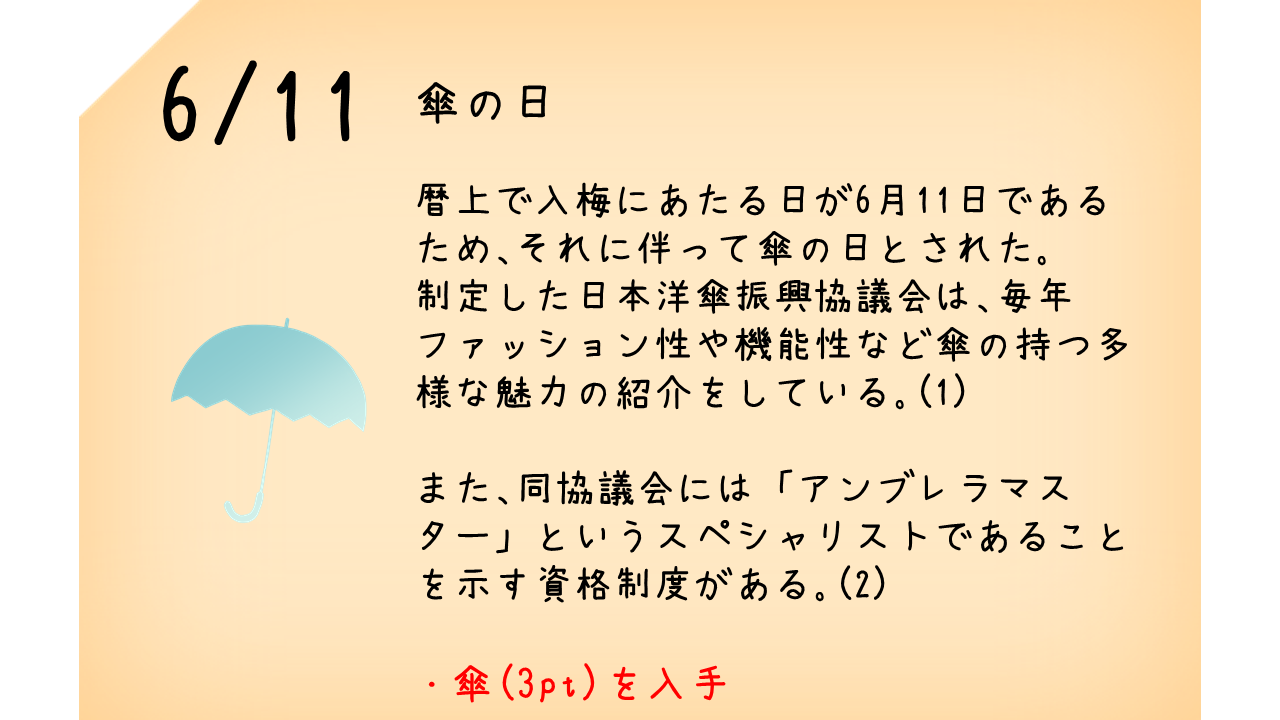 6/11
傘の日
暦上で入梅にあたる日が6月11日である
ため、それに伴って傘の日とされた。
制定した日本洋傘振興協議会は、毎年
ファッション性や機能性など傘の持つ多
様な魅力の紹介をしている。(1)
また、同協議会には「アンブレラマス
ター」というスペシャリストであること
を示す資格制度がある。(2)
・傘(3pt)を入手